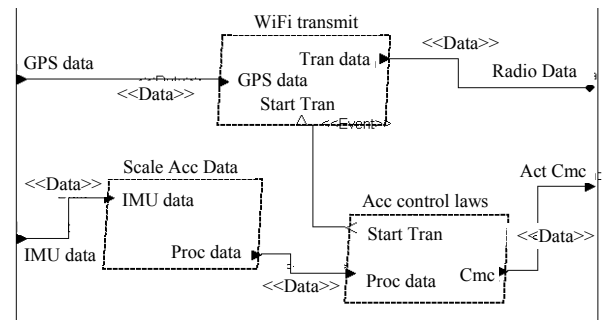 WiFi transmit
<<Data>>
GPS data
Tran data
Radio Data
GPS data
<<Data>>
Start Tran
<<Event>>
Scale Acc Data
Act Cmc
<<Data>>
Acc control laws
IMU data
Start Tran
<<Data>>
IMU data
Proc data
Proc data
Cmc
<<Data>>